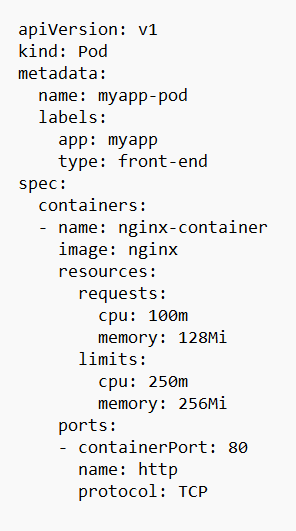 apiVersion: v1
kind: Pod
metadata:
  name: myapp-pod
  labels:
    app: myapp
    type: front-end
spec:
  containers:
  - name: nginx-container
    image: nginx
    resources:
      requests:
        cpu: 100m
        memory: 128Mi
      limits:
        cpu: 250m
        memory: 256Mi
    ports:
    - containerPort: 80
      name: http
      protocol: TCP